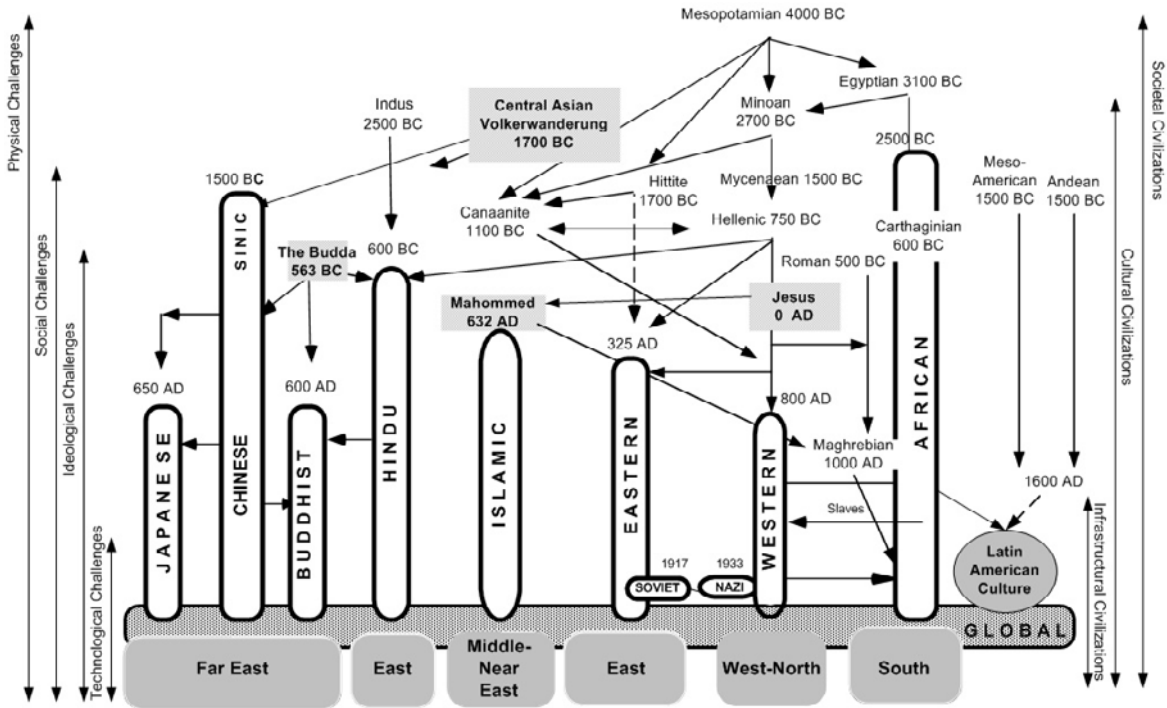 Mesopotamian 4000 BC
Egyptian 3100 BC
Indus
2500 BC
Central Asian
Volkerwanderung
1700 BC
Minoan
2700 BC
2500 BC
Meso-
American
1500 BC
Andean
1500 BC
1500 BC
Hittite
1700 BC
Mycenaean 1500 BC
Canaanite
1100 BC
Hellenic 750 BC
Carthaginian
600 BC
The Budda
563 BC
600 BC
Roman 500 BC
Mahommed
632 AD
Jesus
0 AD
325 AD
650 AD
600 AD
800 AD
Maghrebian
1000 AD
1600 AD
Slaves
Latin
American
Culture
1917
1933
SOVIET
NAZI
JAPANESE
SINIC
CHINESE
BUDDHIST
HINDU
ISLAMIC
EASTERN
WESTERN
AFRICAN
GLOBAL
Far East
East
Middle-
Near
East
East
West-North
South
Physical Challenges
Social Challenges
Ideological Challenges
Technological Challenges
Infrastructural Civilizations
Cultural Civilizations
Societal Civilizations